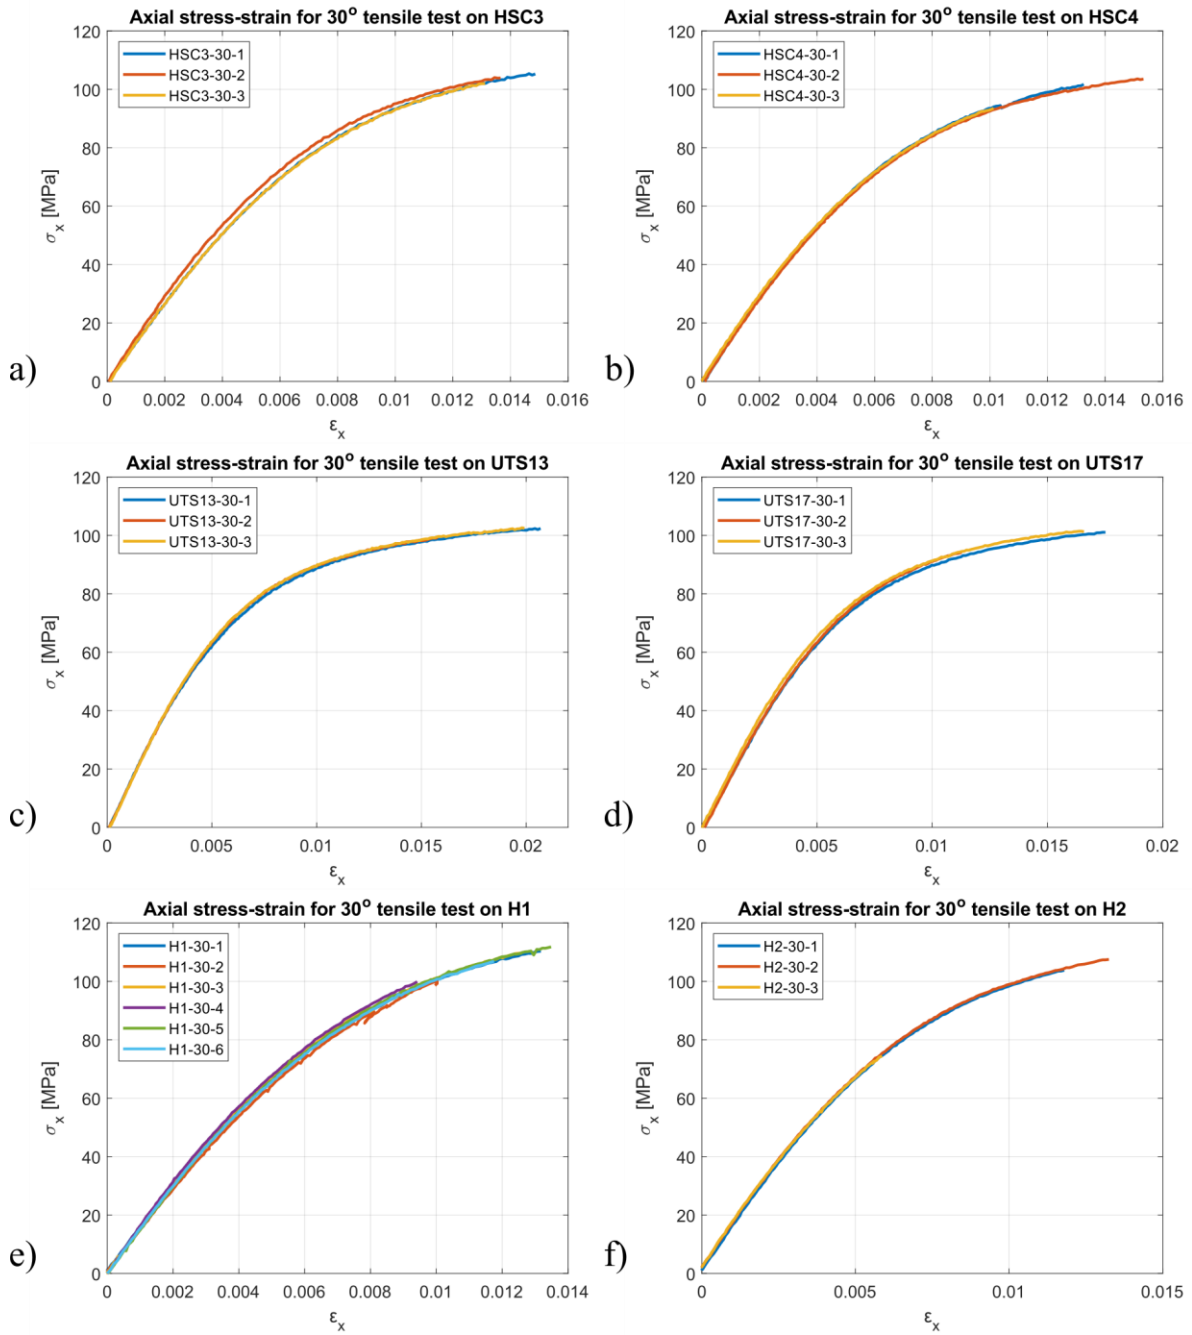 Axial stress-strain for 30° tensile test on HSC3
120
100
80
60
40
20
0
σx [MPa]
HSC3-30-1
HSC3-30-2
HSC3-30-3
0 0.002 0.004 0.006 0.008 0.01 0.012 0.014 0.016
εx
a)
Axial stress-strain for 30° tensile test on HSC4
120
100
80
60
40
20
0
σx [MPa]
HSC4-30-1
HSC4-30-2
HSC4-30-3
0 0.002 0.004 0.006 0.008 0.01 0.012 0.014 0.016
εx
b)
Axial stress-strain for 30° tensile test on UTS13
120
100
80
60
40
20
0
σx [MPa]
UTS13-30-1
UTS13-30-2
UTS13-30-3
0 0.005 0.01 0.015 0.02
εx
c)
Axial stress-strain for 30° tensile test on UTS17
120
100
80
60
40
20
0
σx [MPa]
UTS17-30-1
UTS17-30-2
UTS17-30-3
0 0.005 0.01 0.015 0.02
εx
d)
Axial stress-strain for 30° tensile test on H1
120
100
80
60
40
20
0
σx [MPa]
H1-30-1
H1-30-2
H1-30-3
H1-30-4
H1-30-5
H1-30-6
0 0.002 0.004 0.006 0.008 0.01 0.012 0.014
εx
e)
Axial stress-strain for 30° tensile test on H2
120
100
80
60
40
20
0
σx [MPa]
H2-30-1
H2-30-2
H2-30-3
0 0.005 0.01 0.015
εx
f)